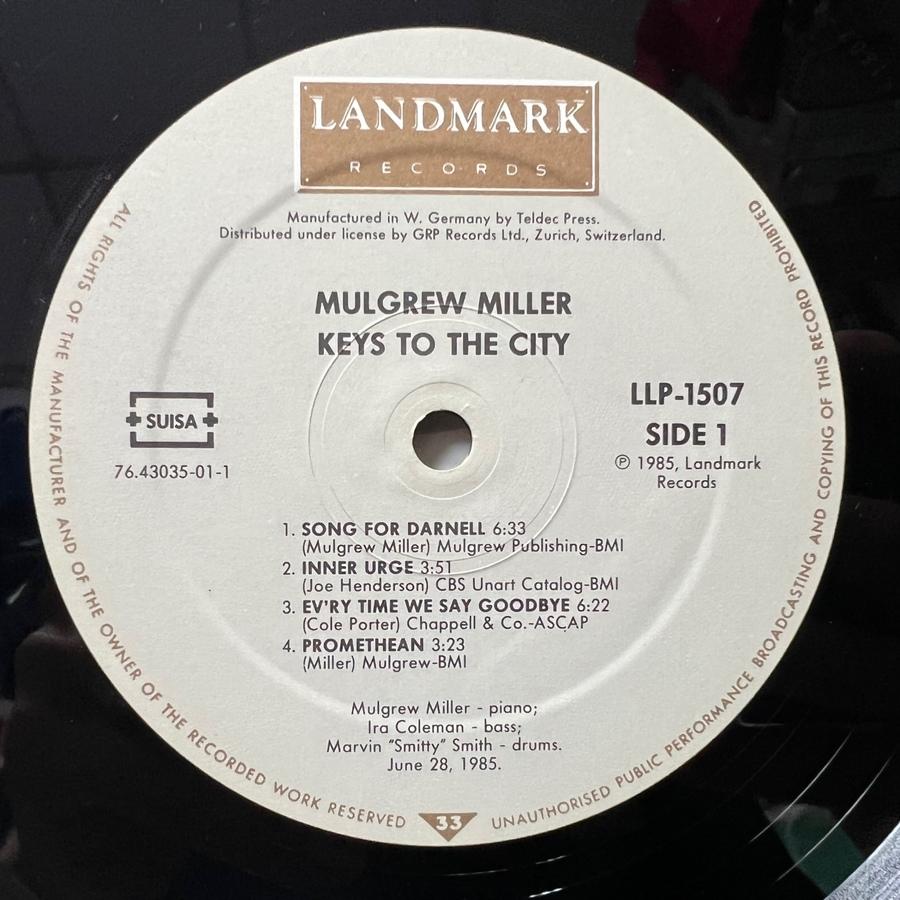 LANDMARK
RECORDS
Manufactured in W. Germany by Teldec Press.
Distributed under license by GRP Records Ltd., Zurich, Switzerland.
MULGREW MILLER
KEYS TO THE CITY
SUISA
76.43035-01-1
LLP-1507
SIDE 1
℗ 1985, Landmark
Records
1. SONG FOR DARNELL 6:33
(Mulgrew Miller) Mulgrew Publishing-BMI
2. INNER URGE 3:51
(Joe Henderson) CBS Unart Catalog-BMI
3. EV'RY TIME WE SAY GOODBYE 6:22
(Cole Porter) Chappell & Co.-ASCAP
4. PROMETHEAN 3:23
(Miller) Mulgrew-BMI
Mulgrew Miller - piano;
Ira Coleman - bass;
Marvin "Smitty" Smith - drums.
June 28, 1985.
ALL RIGHTS OF THE MANUFACTURER AND OF THE OWNER OF THE RECORDED WORK RESERVED
33
UNAUTHORISED PUBLIC PERFORMANCE BROADCASTING AND COPYING OF THIS RECORD PROHIBITED